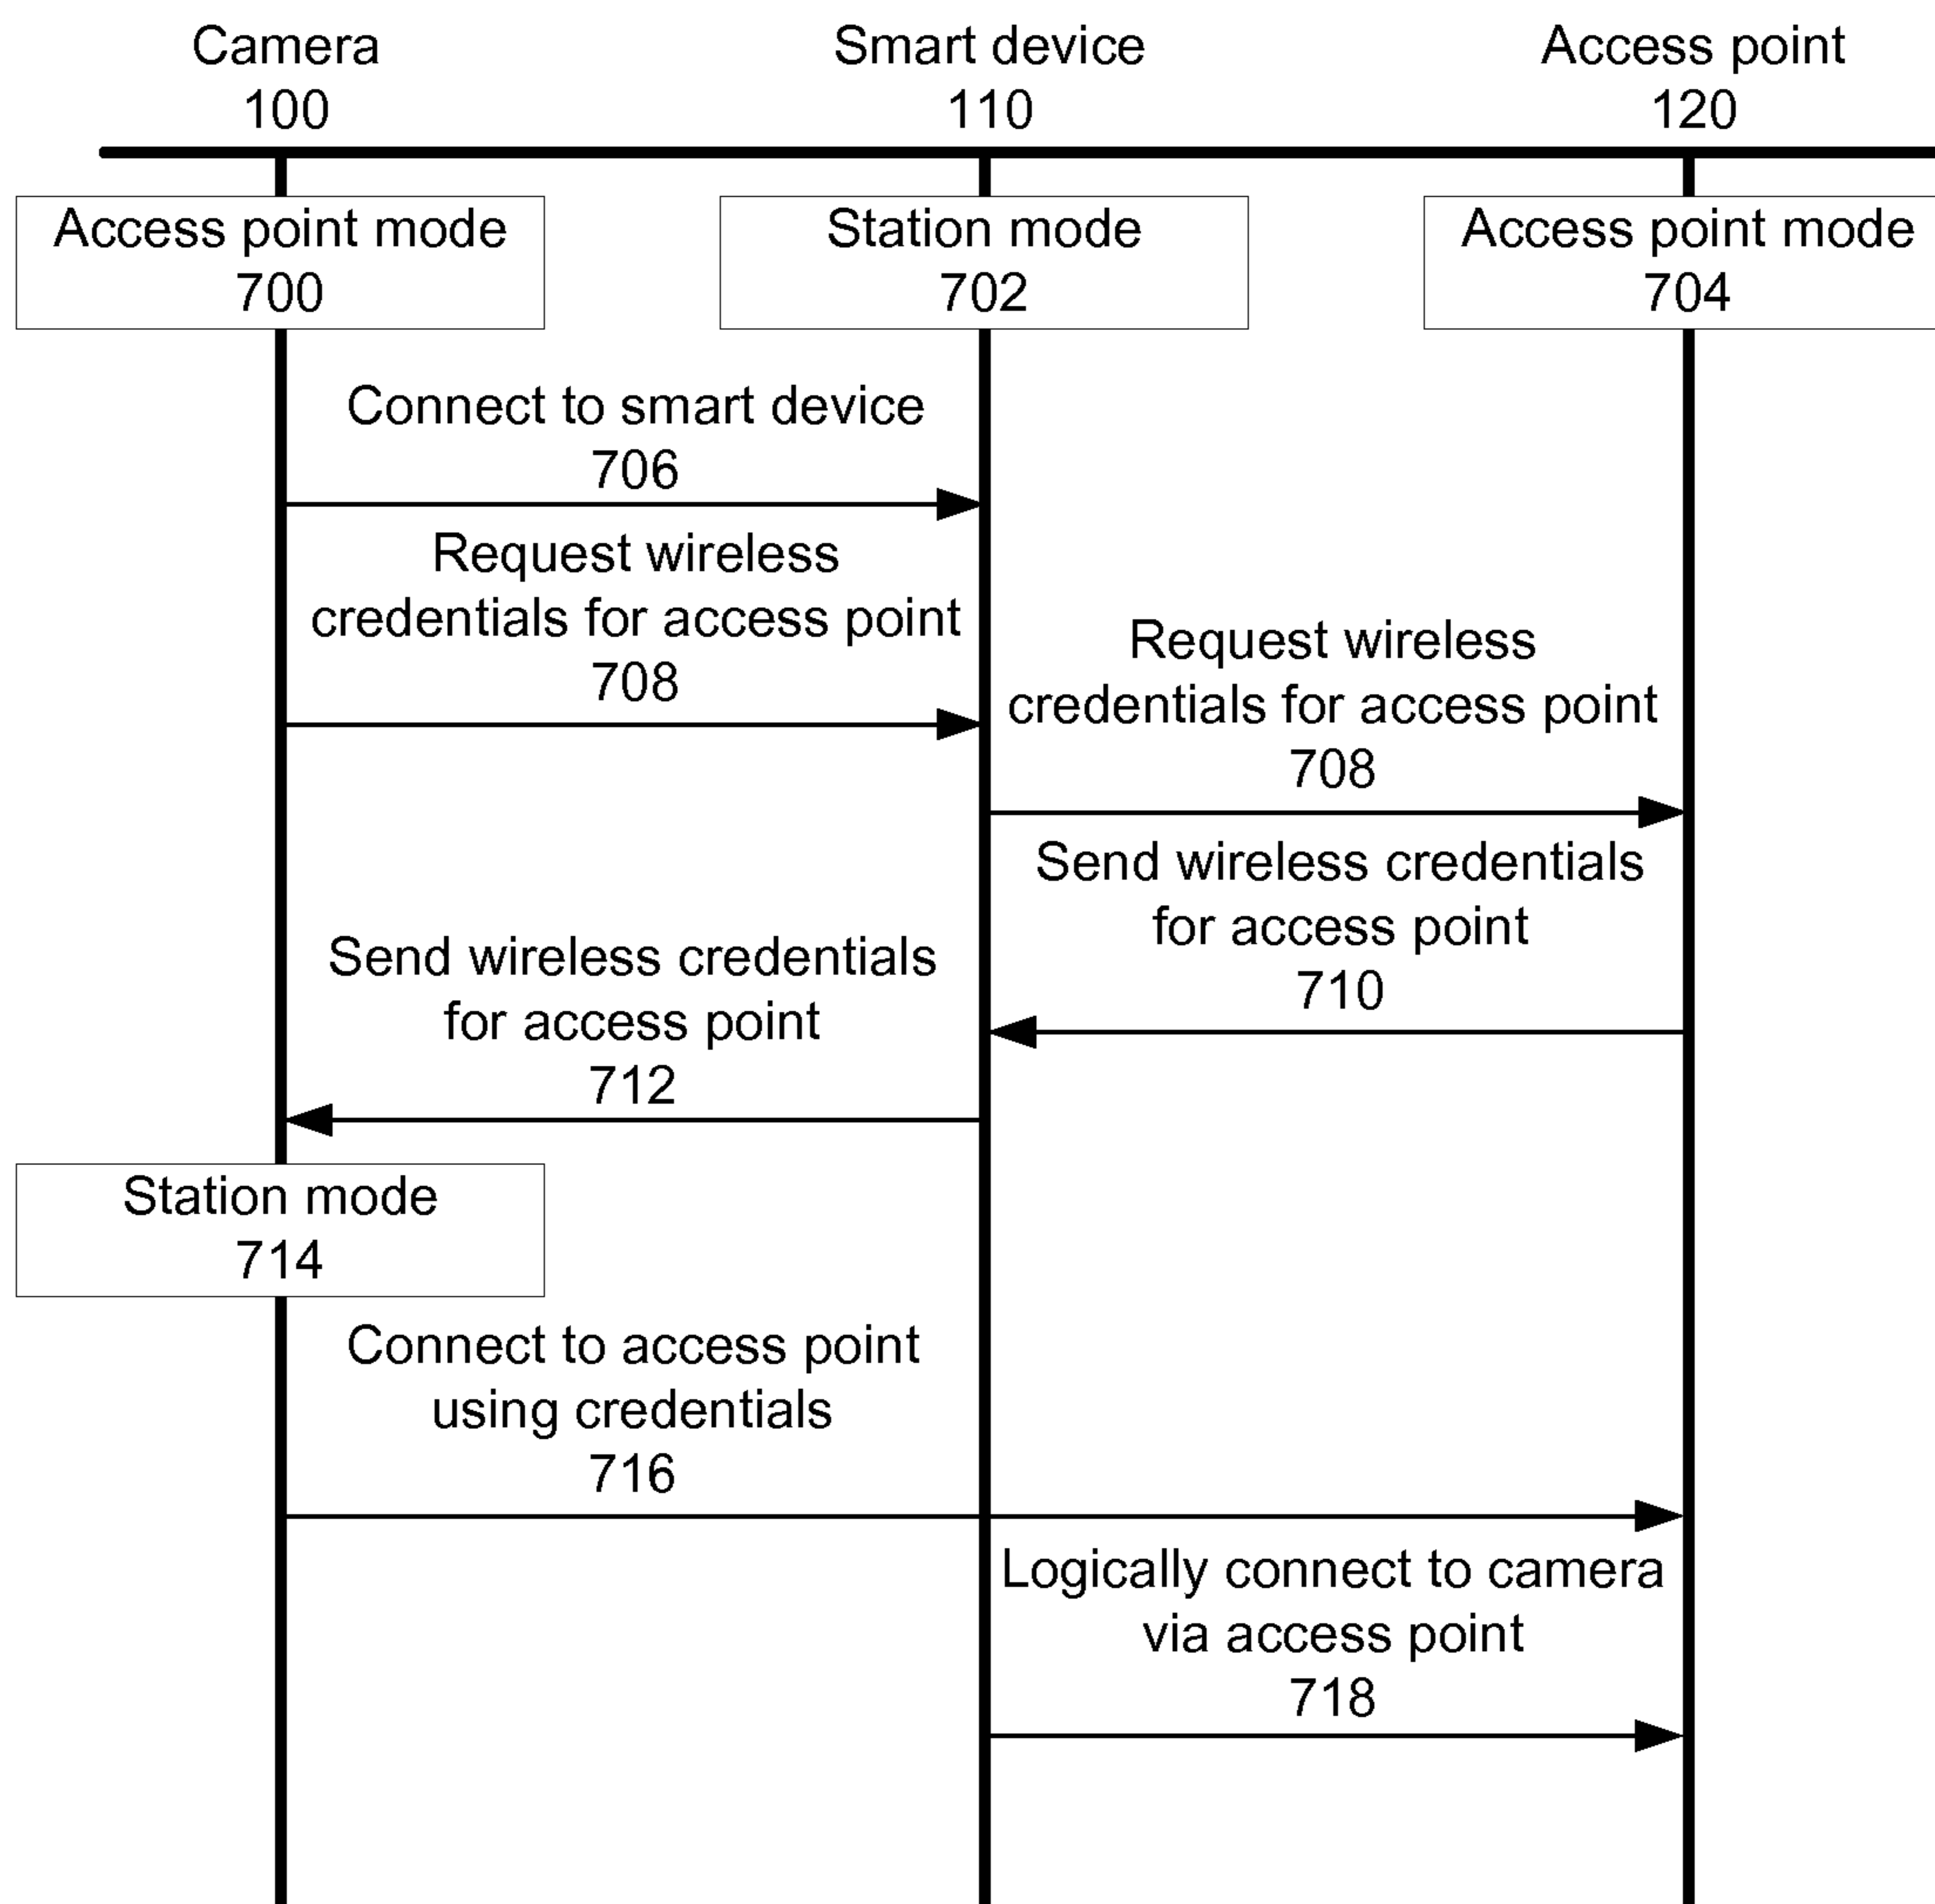 Camera
100
Smart device
110
Access point
120
Access point mode
700
Station mode
702
Access point mode
704
Connect to smart device
706
Request wireless
credentials for access point
708
Request wireless
credentials for access point
708
Send wireless credentials
for access point
710
Send wireless credentials
for access point
712
Station mode
714
Connect to access point
using credentials
716
Logically connect to camera
via access point
718